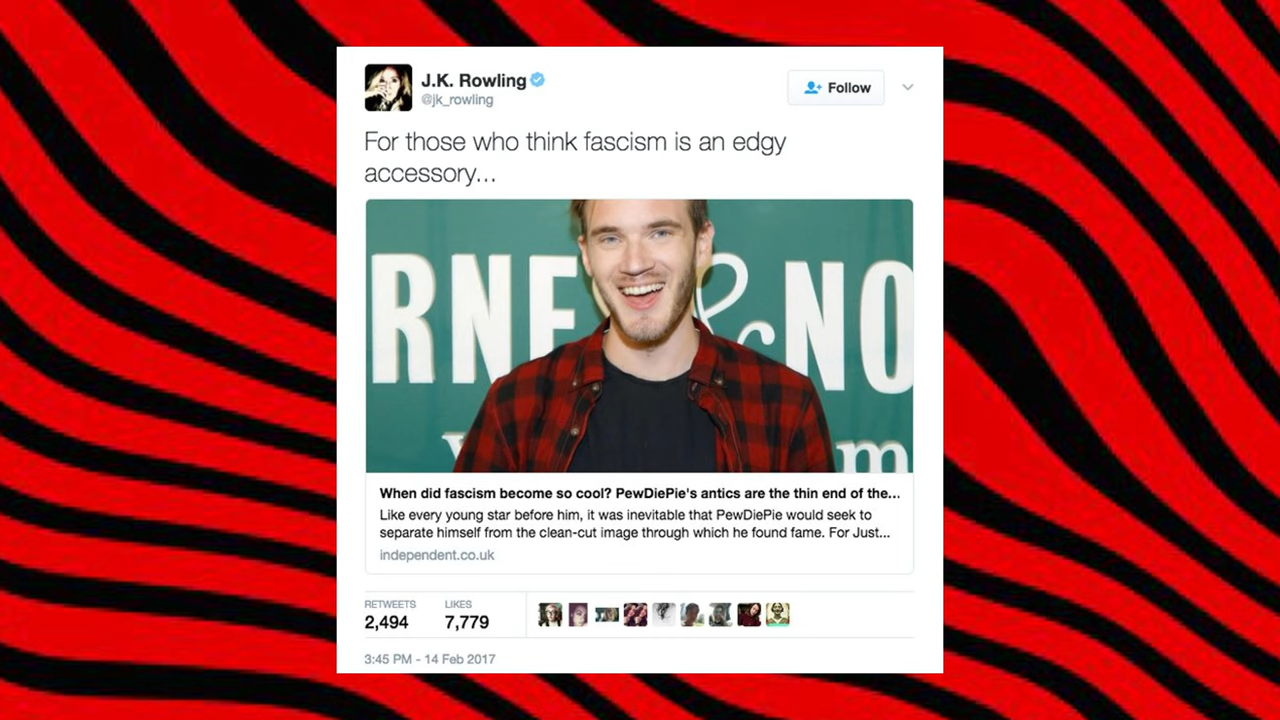 J.K. Rowling
@jk_rowling
Follow
For those who think fascism is an edgy
accessory...
RNE & NO
m
When did fascism become so cool? PewDiePie's antics are the thin end of the...
Like every young star before him, it was inevitable that PewDiePie would seek to
separate himself from the clean-cut image through which he found fame. For Just...
independent.co.uk
RETWEETS LIKES
2,494 7,779
3:45 PM - 14 Feb 2017